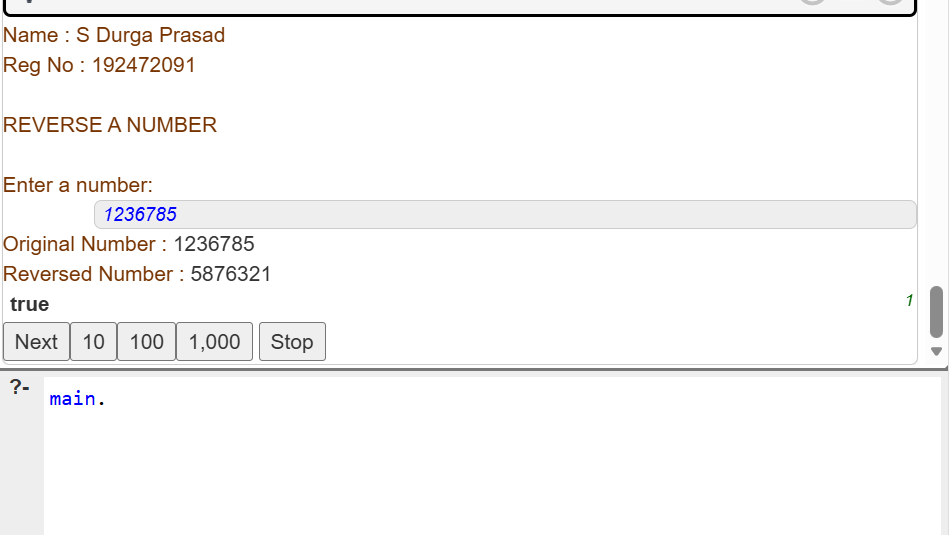 Name : S Durga Prasad
Reg No : 192472091
REVERSE A NUMBER
Enter a number:
1236785
Original Number : 1236785
Reversed Number : 5876321
true 1
Next 10 100 1,000 Stop
?- main.